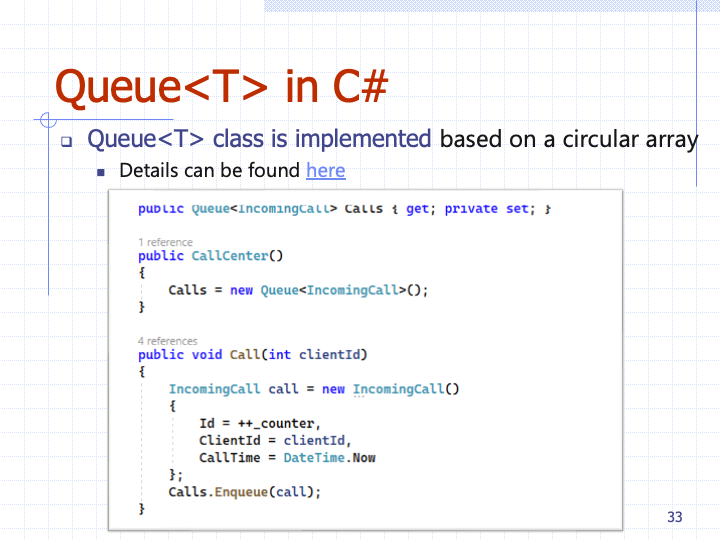 Queue<T> in C#
Queue<T> class is implemented based on a circular array
Details can be found here
public Queue<IncomingCall> Calls { get; private set; }
1 reference
public CallCenter()
{
Calls = new Queue<IncomingCall>();
}
4 references
public void Call(int clientId)
{
IncomingCall call = new IncomingCall()
{
Id = ++_counter,
ClientId = clientId,
CallTime = DateTime.Now
};
Calls.Enqueue(call);
}
33